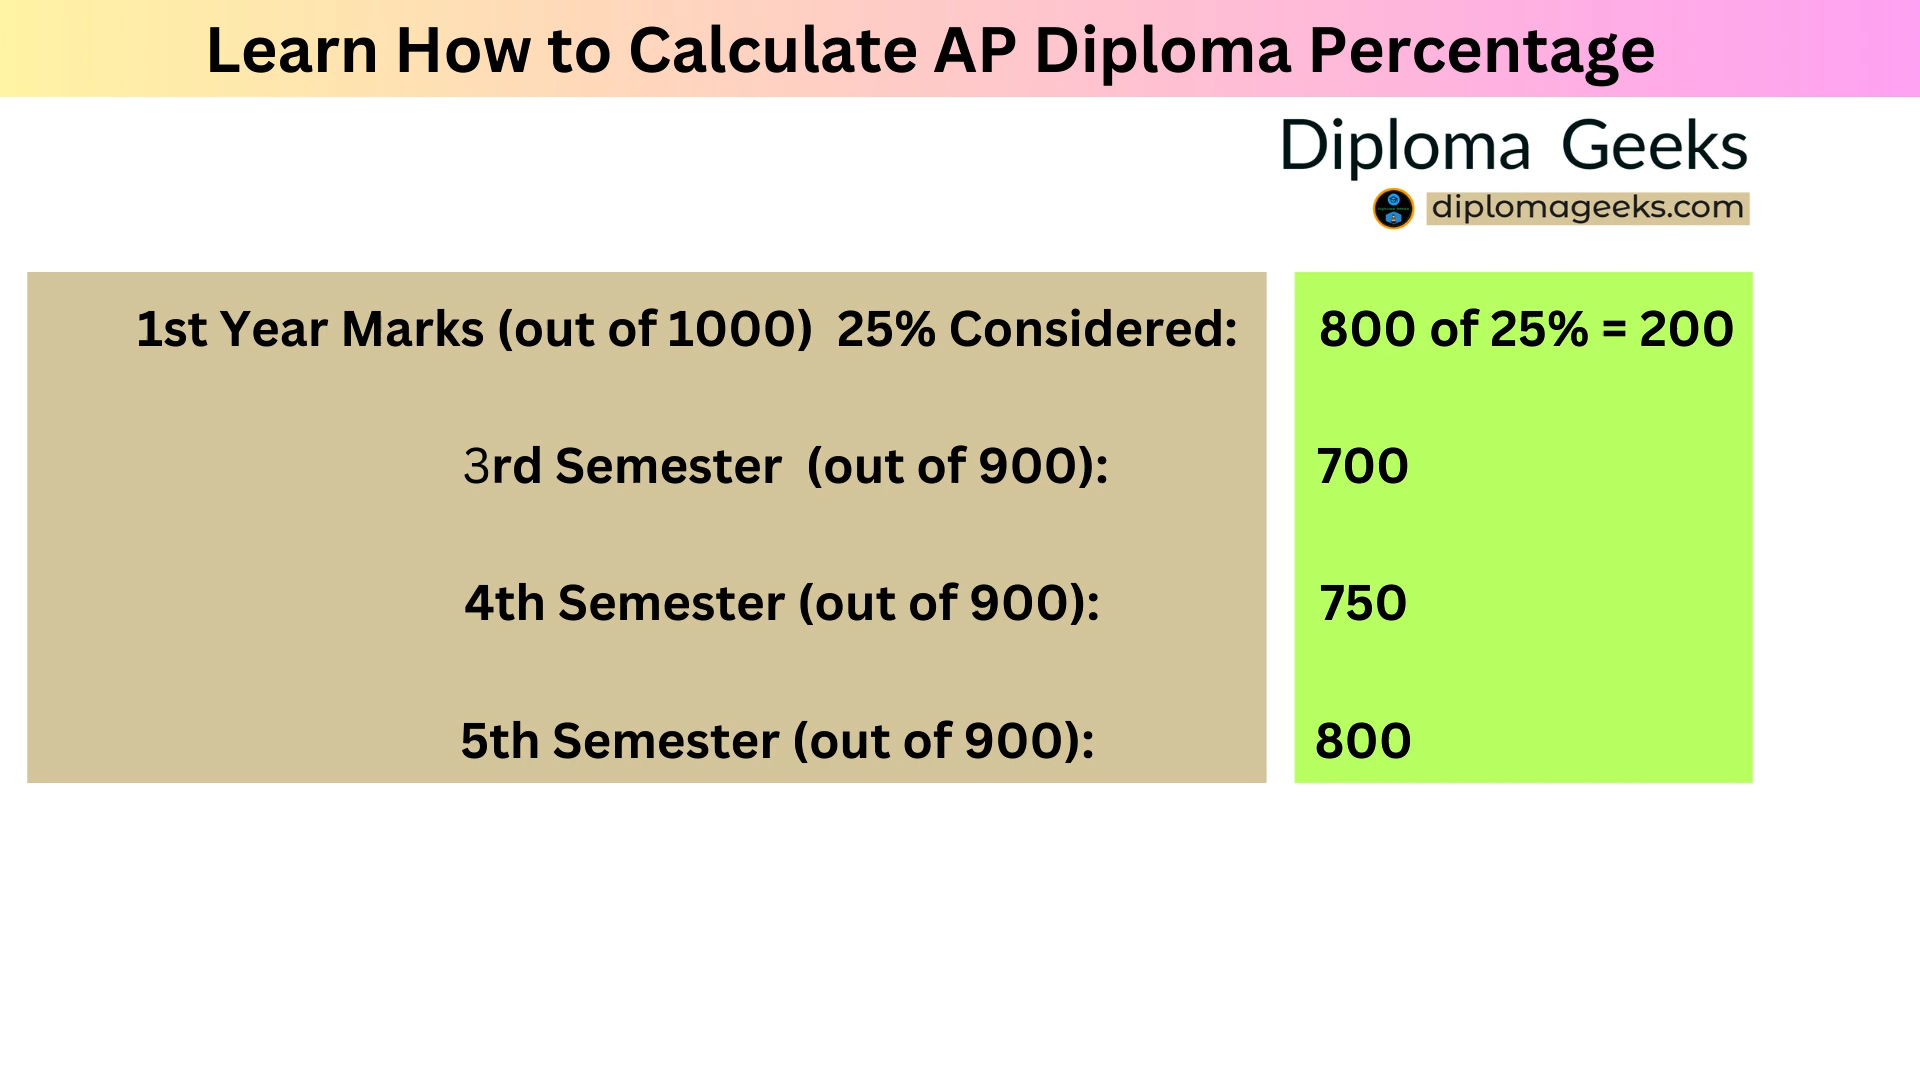 Learn How to Calculate AP Diploma Percentage
Diploma Geeks
diplomageeks.com
1st Year Marks (out of 1000) 25% Considered: 800 of 25% = 200
3rd Semester (out of 900): 700
4th Semester (out of 900): 750
5th Semester (out of 900): 800